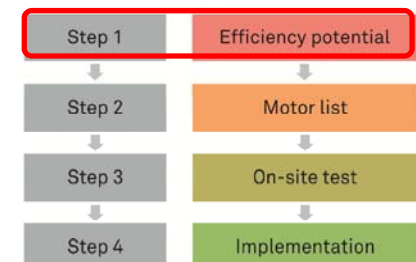 Step 1 Efficiency potential
Step 2 Motor list
Step 3 On-site test
Step 4 Implementation